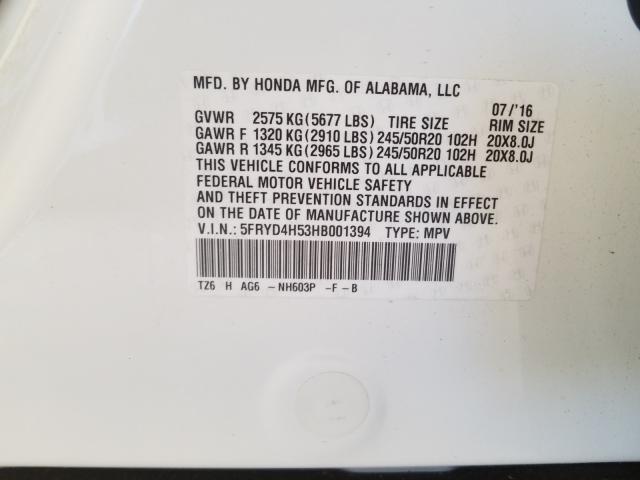 MFD. BY HONDA MFG. OF ALABAMA, LLC
07/'16
GVWR 2575 KG(5677 LBS) TIRE SIZE RIM SIZE
GAWR F 1320 KG(2910 LBS)245/50R20 102H 20X8.0J
GAWR R 1345 KG(2965 LBS)245/50R20 102H 20X8.0J
THIS VEHICLE CONFORMS TO ALL APPLICABLE
FEDERAL MOTOR VEHICLE SAFETY
AND THEFT PREVENTION STANDARDS IN EFFECT
ON THE DATE OF MANUFACTURE SHOWN ABOVE.
V.I.N.: 5FRYD4H53HB001394 TYPE: MPV
TZ6 H AG6 -NH603P -F-B